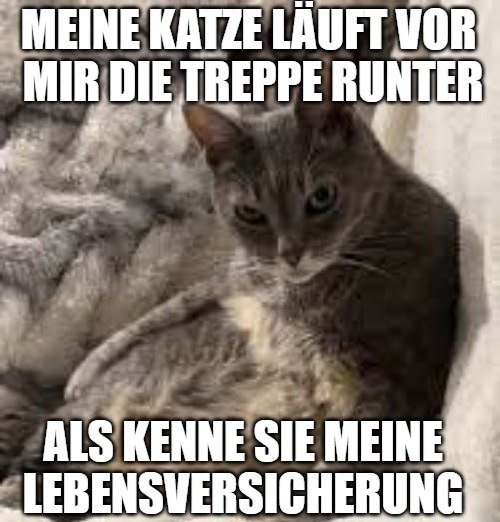 MEINE KATZE LÄUFT VOR
MIR DIE TREPPE RUNTER
ALS KENNE SIE MEINE
LEBENSVERSICHERUNG